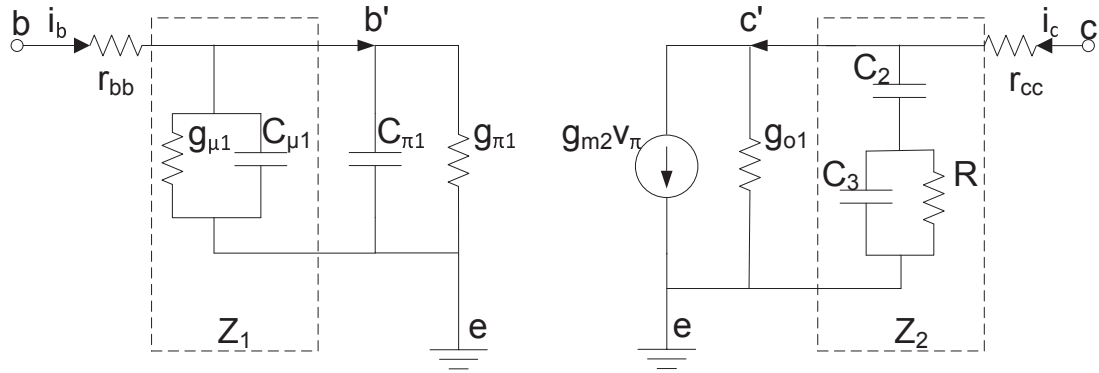 b i_b b' c' i_c c
r_bb C_2 r_cc
g_μ1 C_μ1 C_π1 g_π1 g_m2v_π g_o1 C_3 R
Z_1 e e Z_2